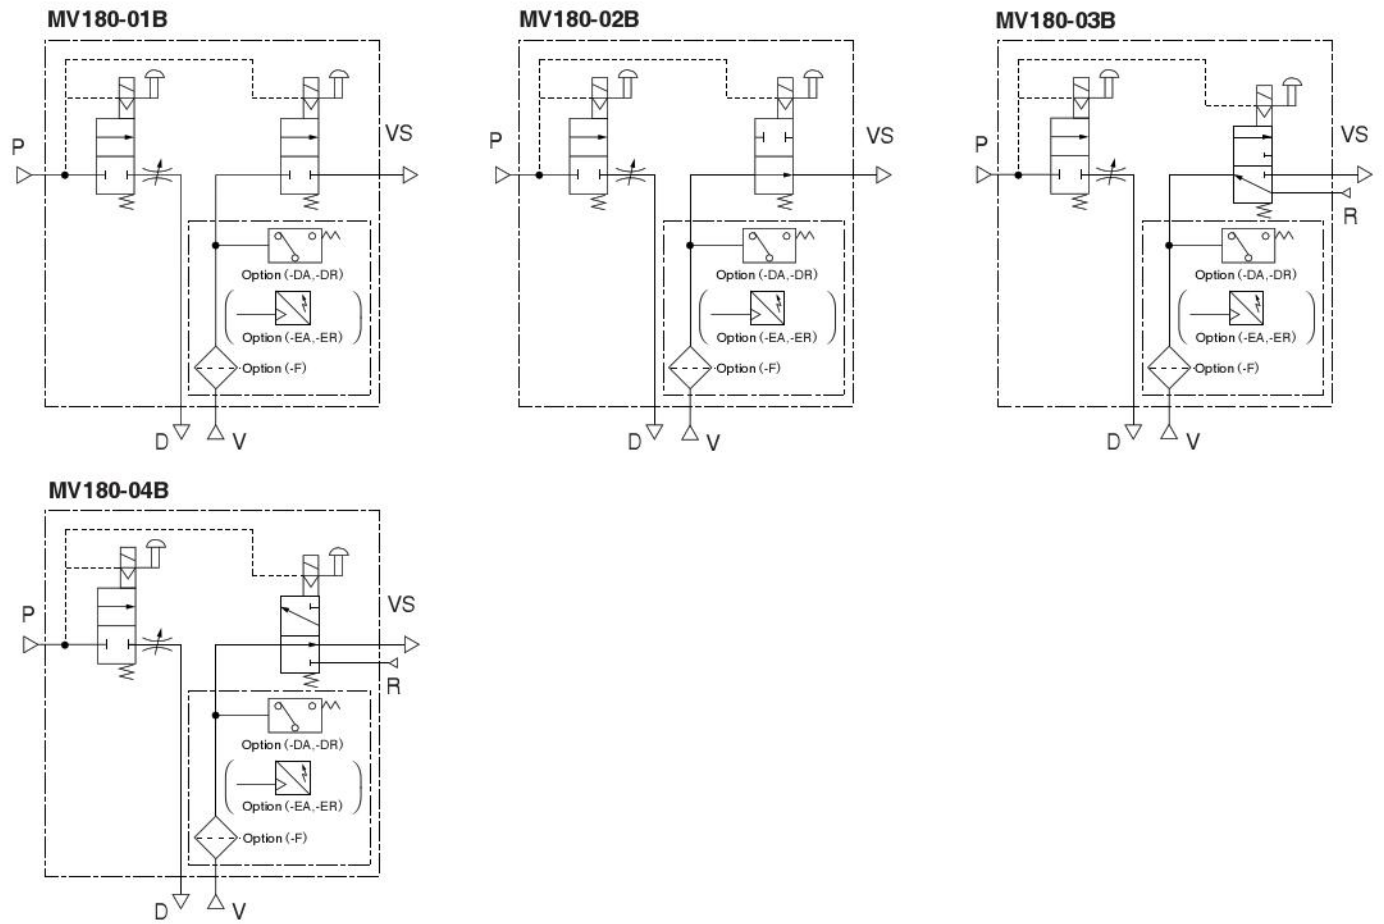 MV180-01B
P
VS
Option (-DA,-DR)
Option (-EA,-ER)
Option (-F)
D
V
MV180-02B
P
VS
Option (-DA,-DR)
Option (-EA,-ER)
Option (-F)
D
V
MV180-03B
P
VS
R
Option (-DA,-DR)
Option (-EA,-ER)
Option (-F)
D
V
MV180-04B
P
VS
R
Option (-DA,-DR)
Option (-EA,-ER)
Option (-F)
D
V